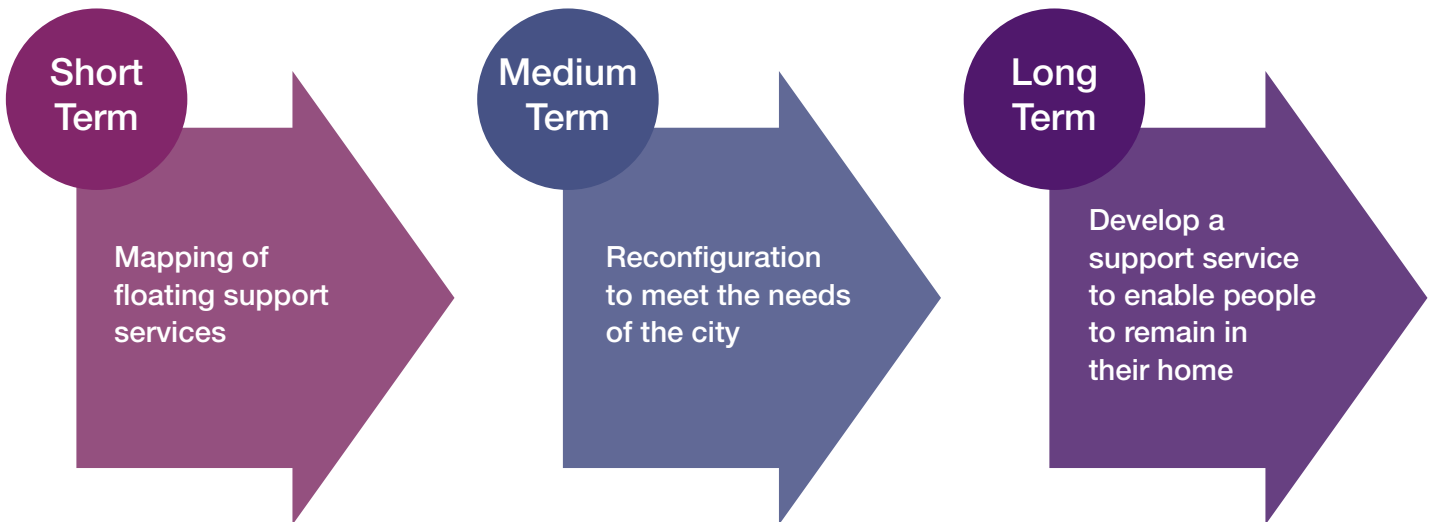 Short
Term
Mapping of
floating support
services
Medium
Term
Reconfiguration
to meet the needs
of the city
Long
Term
Develop a
support service
to enable people
to remain in
their home